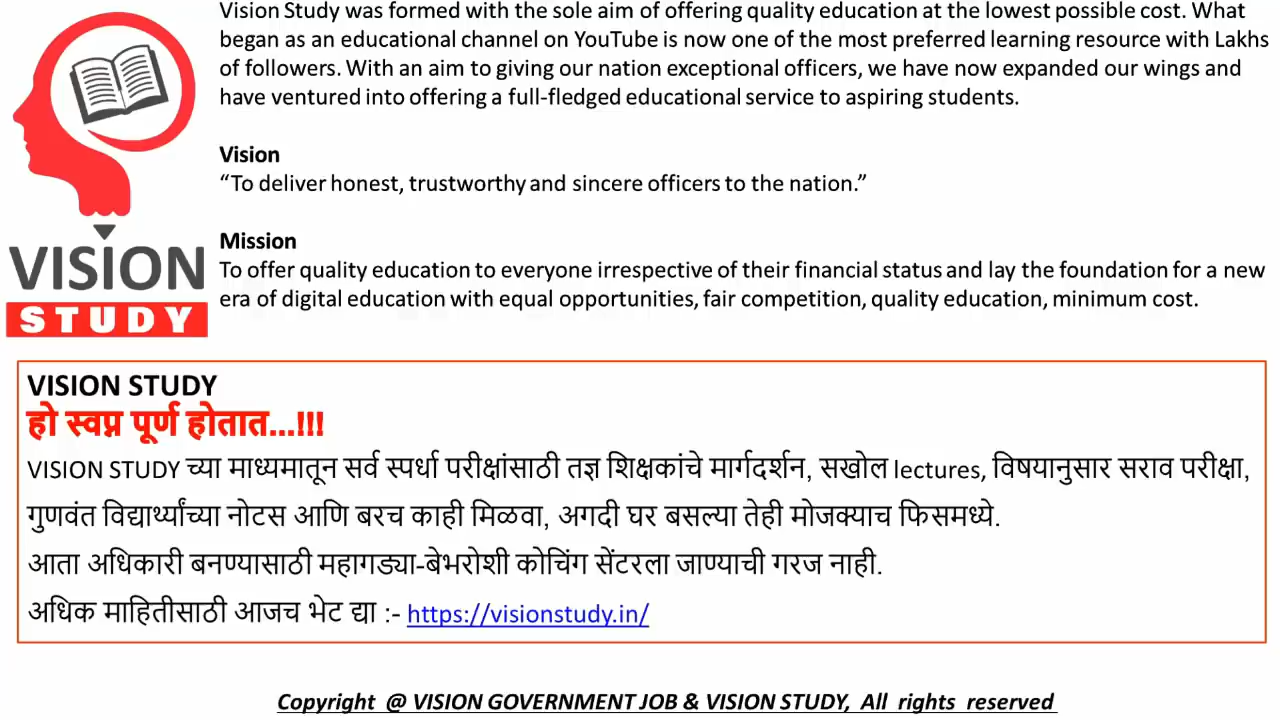 Vision Study was formed with the sole aim of offering quality education at the lowest possible cost. What
began as an educational channel on YouTube is now one of the most preferred learning resource with Lakhs
of followers. With an aim to giving our nation exceptional officers, we have now expanded our wings and
have ventured into offering a full-fledged educational service to aspiring students.
Vision
“To deliver honest, trustworthy and sincere officers to the nation.”
Mission
To offer quality education to everyone irrespective of their financial status and lay the foundation for a new
era of digital education with equal opportunities, fair competition, quality education, minimum cost.
VISION
STUDY
VISION STUDY
हो स्वप्न पूर्ण होतात...!!!
VISION STUDY च्या माध्यमातून सर्व स्पर्धा परीक्षांसाठी तज्ञ शिक्षकांचे मार्गदर्शन, सखोल lectures, विषयानुसार सराव परीक्षा,
गुणवंत विद्यार्थ्यांच्या नोटस आणि बरच काही मिळवा, अगदी घर बसल्या तेही मोजक्याच फिसमध्ये.
आता अधिकारी बनण्यासाठी महागड्या-बेभरोशी कोचिंग सेंटरला जाण्याची गरज नाही.
अधिक माहितीसाठी आजच भेट द्या :- https://visionstudy.in/
Copyright @ VISION GOVERNMENT JOB & VISION STUDY, All rights reserved